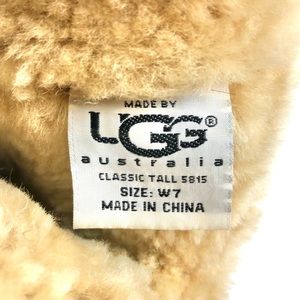 MADE BY
UGG®
australia
CLASSIC TALL 5815
SIZE: W7
MADE IN CHINA